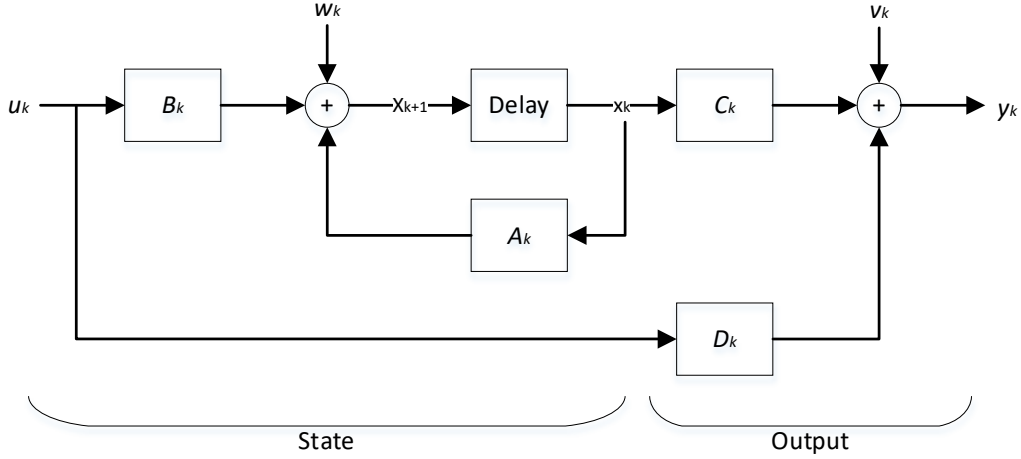 wk
vk
uk
Bk
+
Xk+1
Delay
xk
Ck
+
yk
Ak
Dk
State
Output